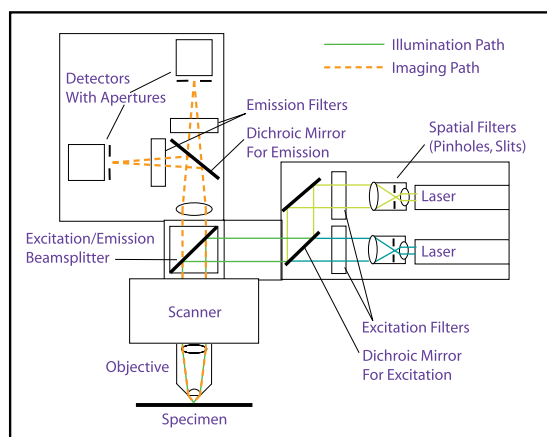 Illumination Path
Imaging Path
Detectors
With Apertures
Emission Filters
Dichroic Mirror
For Emission
Spatial Filters
(Pinholes, Slits)
Laser
Excitation/Emission
Beamsplitter
Laser
Scanner
Excitation Filters
Dichroic Mirror
For Excitation
Objective
Specimen